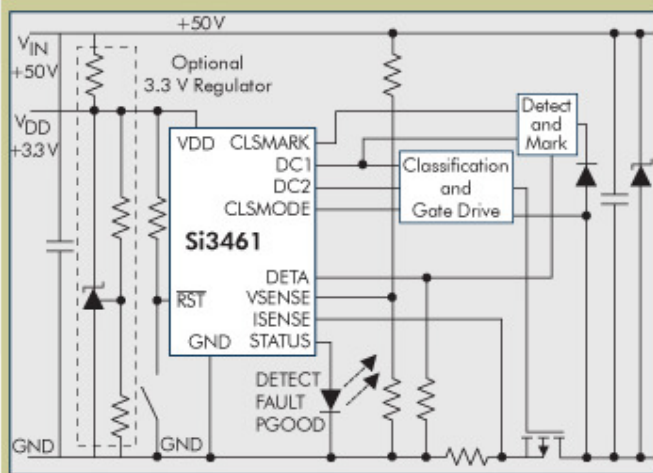 +50V
VIN
+50V
Optional
3.3 V Regulator
VDD
+3.3V
VDD
CLSMARK
DC1
DC2
CLSMODE
Si3461
DETA
VSENSE
RST
ISENSE
GND
STATUS
Detect
and
Mark
Classification
and
Gate Drive
DETECT
FAULT
PGOOD
GND
GND